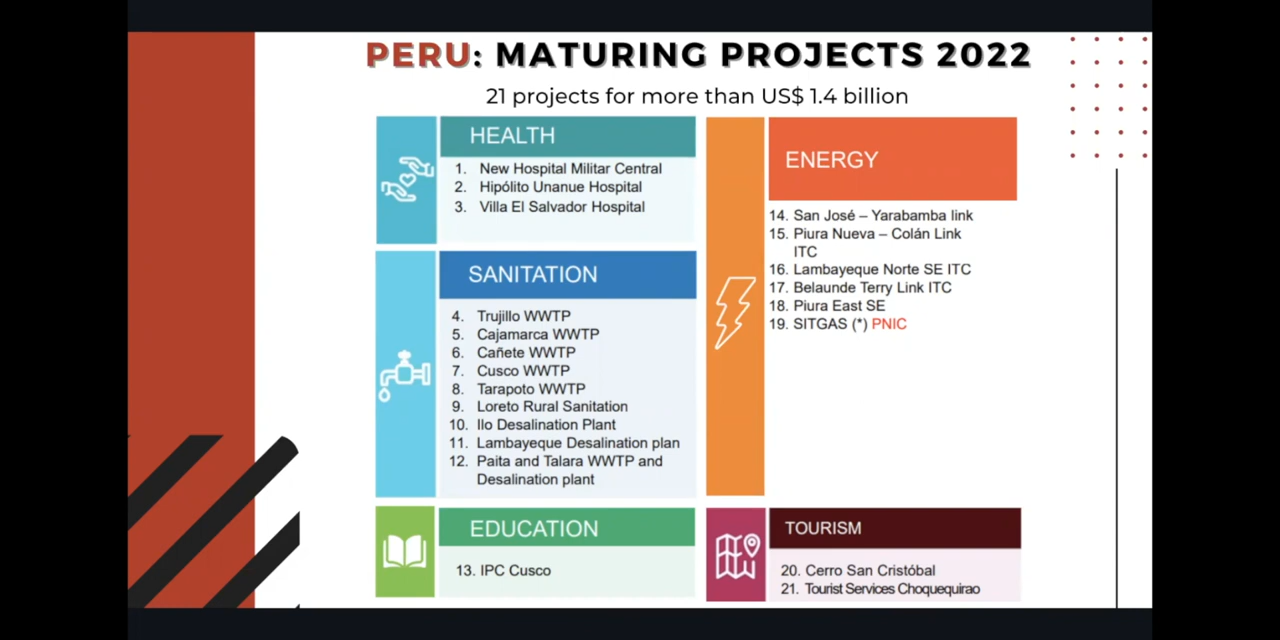 PERU: MATURING PROJECTS 2022
21 projects for more than US$ 1.4 billion
HEALTH
1. New Hospital Militar Central
2. Hipólito Unanue Hospital
3. Villa El Salvador Hospital
SANITATION
4. Trujillo WWTP
5. Cajamarca WWTP
6. Cañete WWTP
7. Cusco WWTP
8. Tarapoto WWTP
9. Loreto Rural Sanitation
10. Ilo Desalination Plant
11. Lambayeque Desalination plan
12. Paita and Talara WWTP and
Desalination plant
EDUCATION
13. IPC Cusco
ENERGY
14. San José – Yarabamba link
15. Piura Nueva – Colán Link
ITC
16. Lambayeque Norte SE ITC
17. Belaunde Terry Link ITC
18. Piura East SE
19. SITGAS (*) PNIC
TOURISM
20. Cerro San Cristóbal
21. Tourist Services Choquequirao